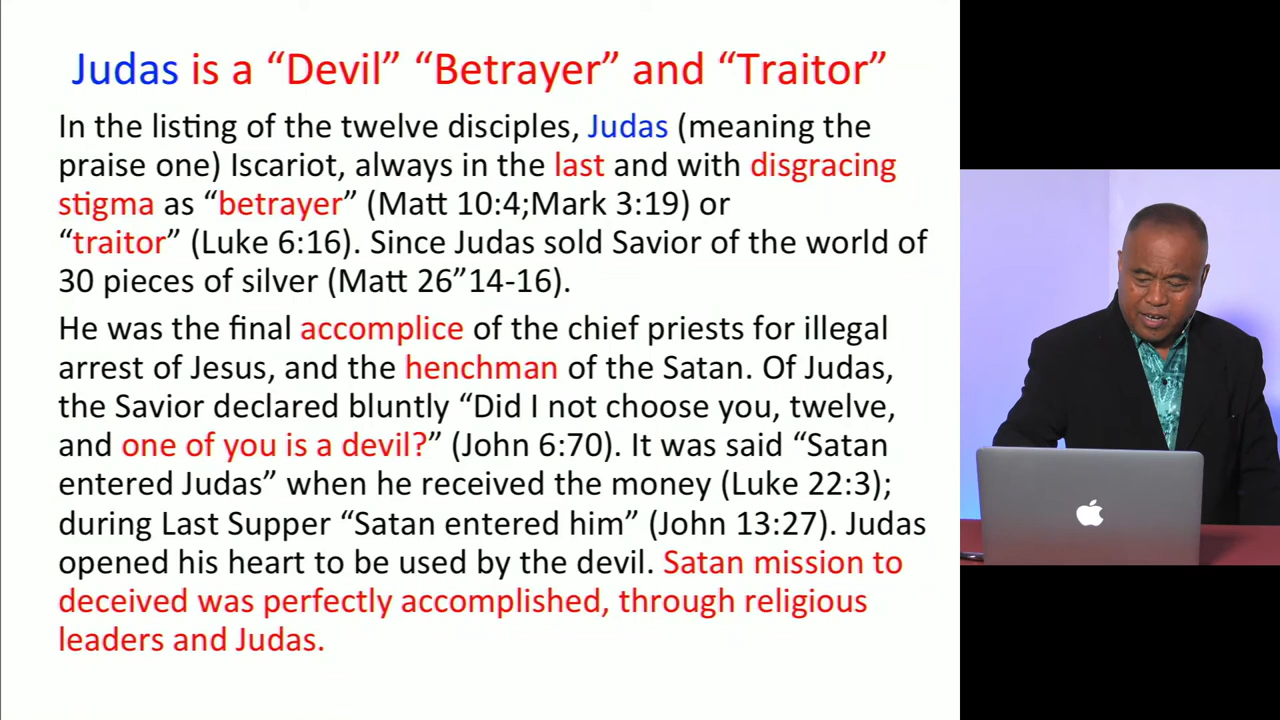 Judas is a “Devil” “Betrayer” and “Traitor”
In the listing of the twelve disciples, Judas (meaning the
praise one) Iscariot, always in the last and with disgracing
stigma as “betrayer” (Matt 10:4;Mark 3:19) or
“traitor” (Luke 6:16). Since Judas sold Savior of the world of
30 pieces of silver (Matt 26”14-16).
He was the final accomplice of the chief priests for illegal
arrest of Jesus, and the henchman of the Satan. Of Judas,
the Savior declared bluntly “Did I not choose you, twelve,
and one of you is a devil?” (John 6:70). It was said “Satan
entered Judas” when he received the money (Luke 22:3);
during Last Supper “Satan entered him” (John 13:27). Judas
opened his heart to be used by the devil. Satan mission to
deceived was perfectly accomplished, through religious
leaders and Judas.